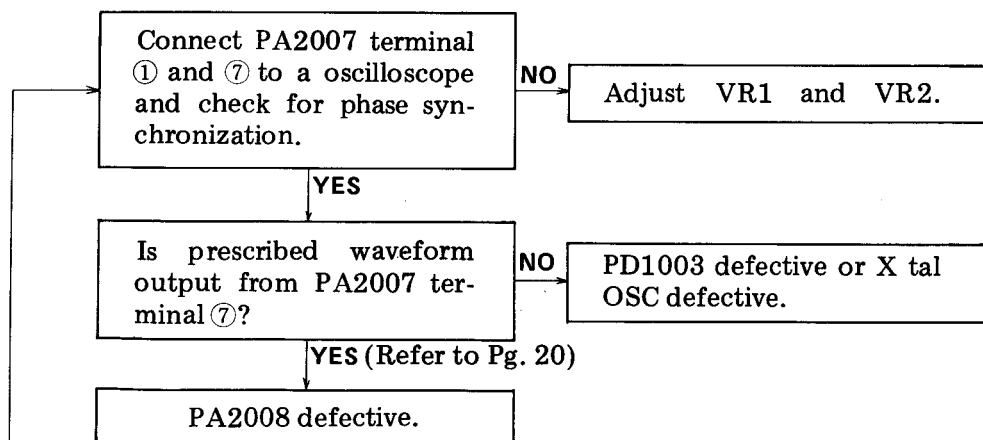 Connect PA2007 terminal
① and ⑦ to a oscilloscope
and check for phase syn-
chronization.
NO
Adjust VR1 and VR2.
YES
Is prescribed waveform
output from PA2007 ter-
minal ⑦?
NO
PD1003 defective or X tal
OSC defective.
YES (Refer to Pg. 20)
PA2008 defective.